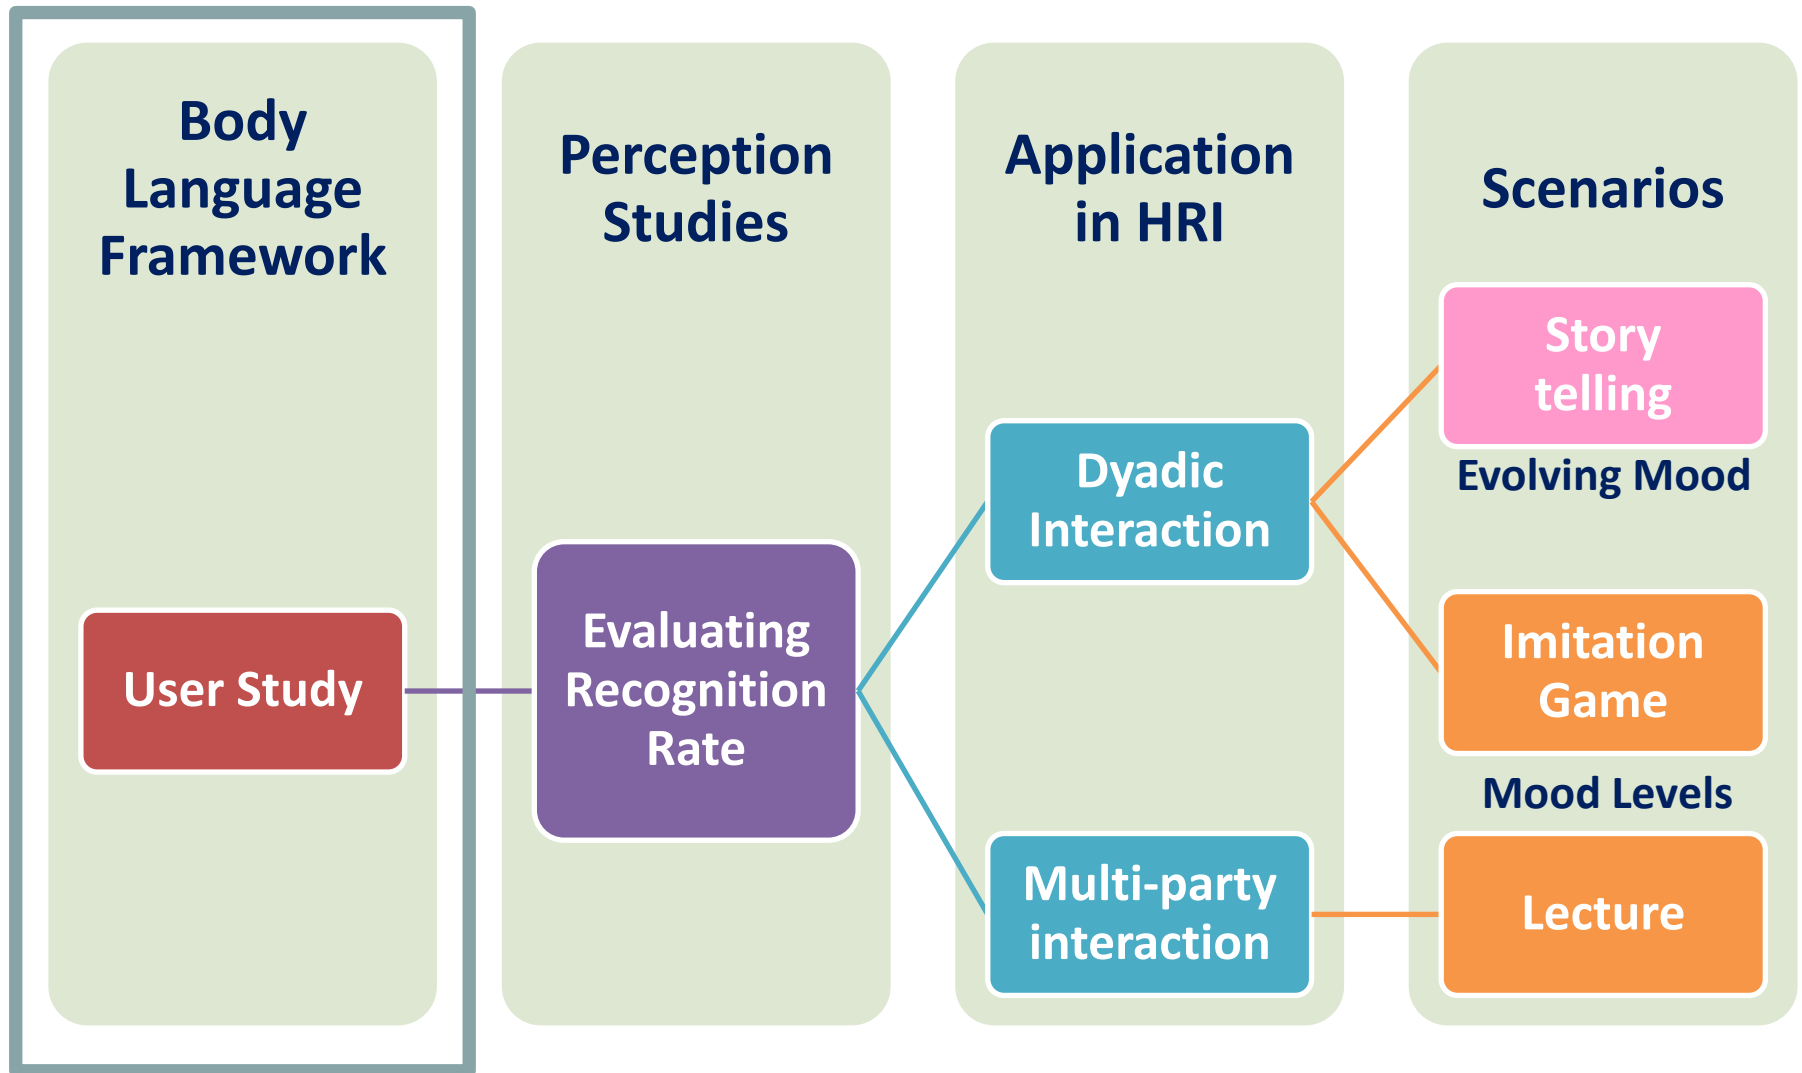 Body
Language
Framework
User Study
Perception
Studies
Evaluating
Recognition
Rate
Application
in HRI
Dyadic
Interaction
Multi-party
interaction
Scenarios
Story
telling
Evolving Mood
Imitation
Game
Mood Levels
Lecture